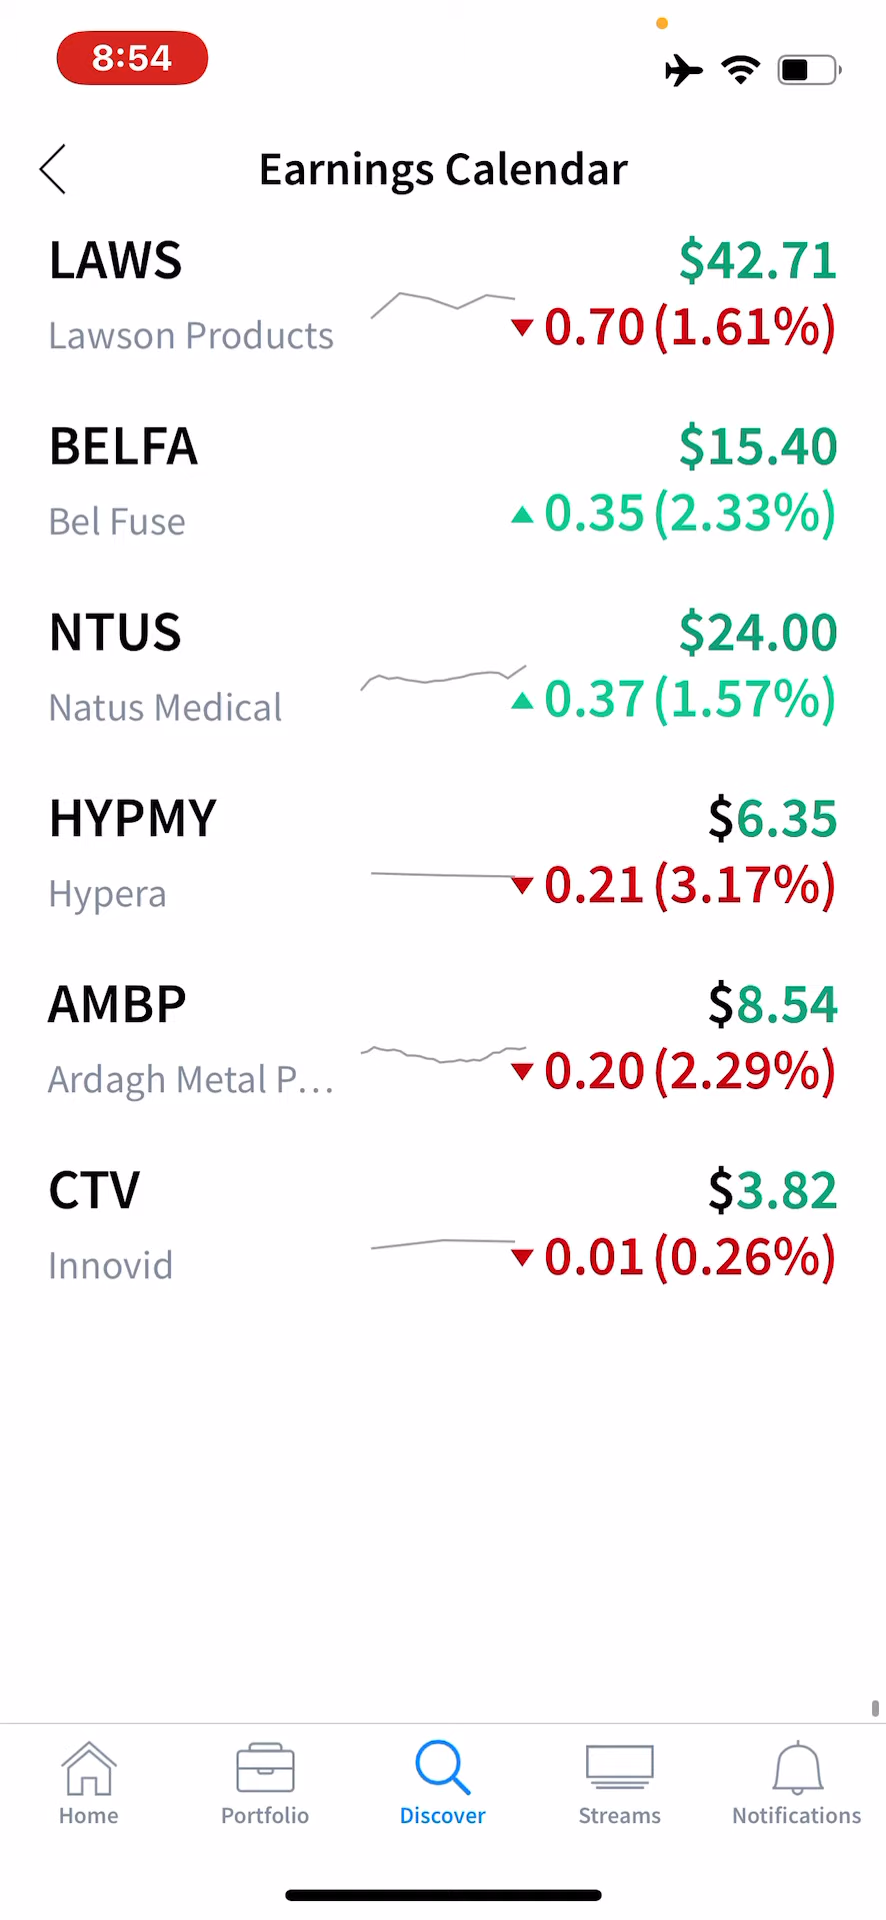 8:54
Earnings Calendar
LAWS
$42.71
Lawson Products
0.70 (1.61%)
BELFA
$15.40
Bel Fuse
0.35 (2.33%)
NTUS
$24.00
Natus Medical
0.37 (1.57%)
HYPMY
$6.35
Hypera
0.21 (3.17%)
AMBP
$8.54
Ardagh Metal P...
0.20 (2.29%)
CTV
$3.82
Innovid
0.01 (0.26%)
Home Portfolio Discover Streams Notifications